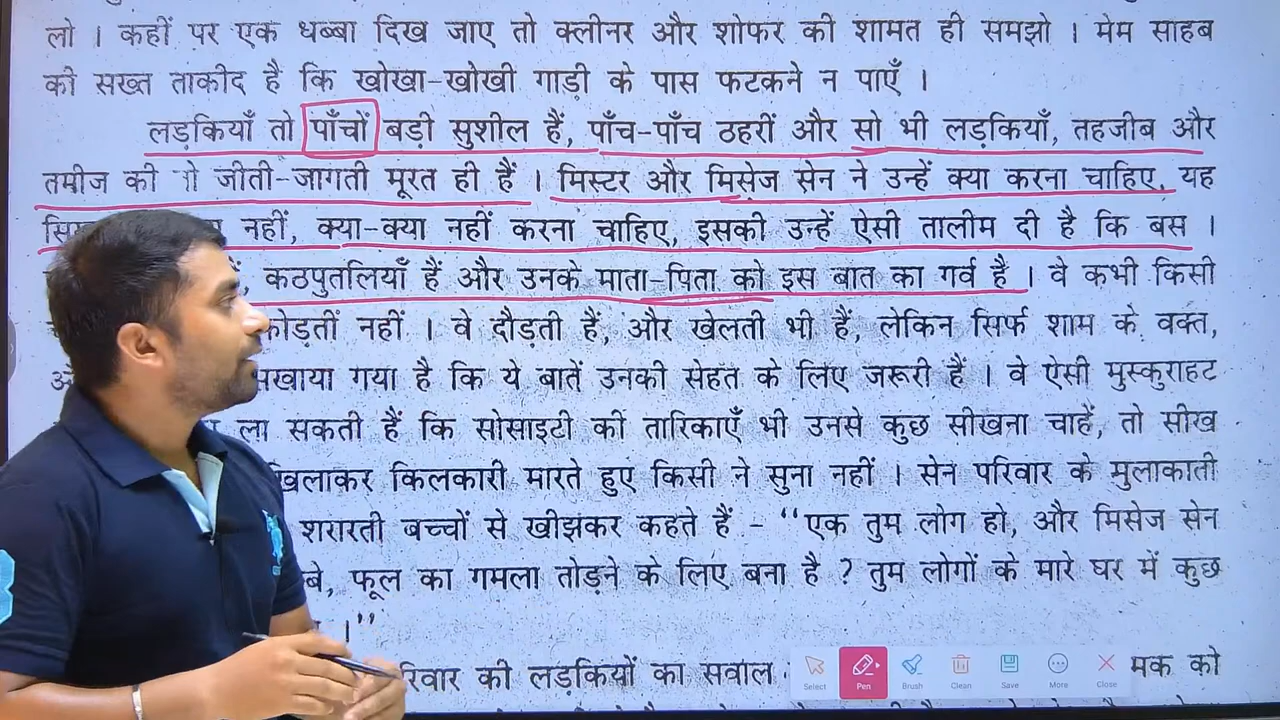 लो । कहीं पर एक धब्बा दिख जाए तो क्लीनर और शोफर की शामत ही समझो । मेम साहब
की सख्त ताकीद है कि खोखा-खोखी गाड़ी के पास फटकने न पाएँ ।
लड़कियाँ तो पाँचों बड़ी सुशील हैं, पाँच-पाँच ठहरीं और सो भी लड़कियाँ, तहजीब और
तमीज की जीती-जागती मूरत ही हैं । मिस्टर और मिसेज सेन ने उन्हें क्या करना चाहिए, यह
नहीं, क्या-क्या नहीं करना चाहिए, इसकी उन्हें ऐसी तालीम दी है कि बस ।
कठपुतलियाँ हैं और उनके माता-पिता को इस बात का गर्व है । वे कभी किसी
नहीं । वे दौड़ती हैं, और खेलती भी हैं, लेकिन सिर्फ शाम के वक्त,
गया है कि ये बातें उनकी सेहत के लिए जरूरी हैं । वे ऐसी मुस्कुराहट
ला सकती हैं कि सोसाइटी की तारिकाएँ भी उनसे कुछ सीखना चाहें, तो सीख
किलकारी मारते हुए किसी ने सुना नहीं । सेन परिवार के मुलाकाती
शरारती बच्चों से खीझकर कहते हैं - “एक तुम लोग हो, और मिसेज सेन
फूल का गमला तोड़ने के लिए बना है ? तुम लोगों के मारे घर में कुछ
।”
की लड़कियों का सवाल
को
Select
Pen
Brush
Clean
Save
More
Close